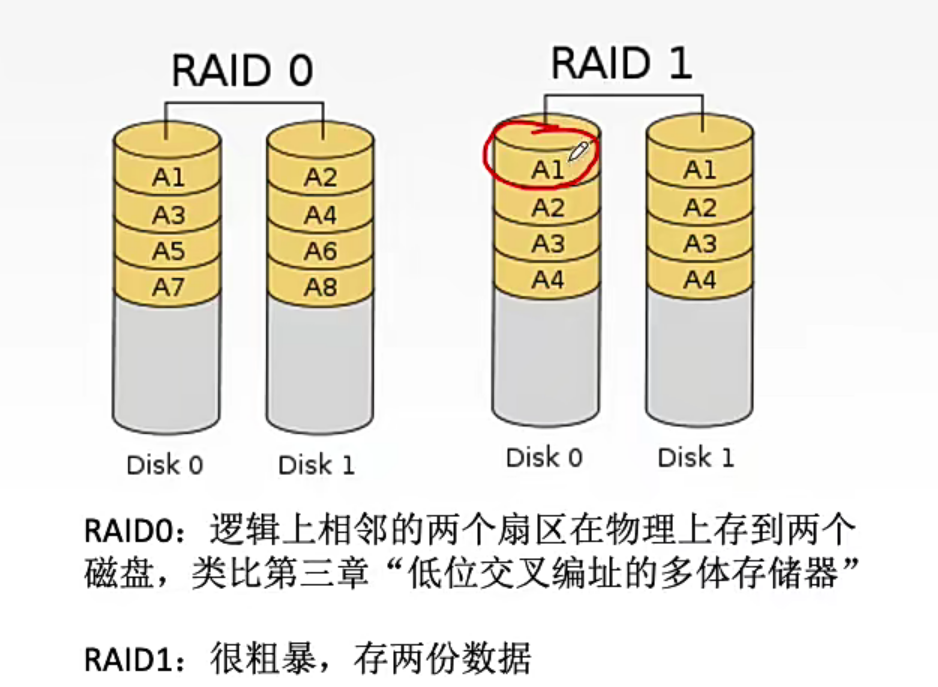 RAID 0
RAID 1
A1
A3
A5
A7
A2
A4
A6
A8
A1
A2
A3
A4
A1
A2
A3
A4
Disk 0
Disk 1
Disk 0
Disk 1
RAID0：逻辑上相邻的两个扇区在物理上存到两个
磁盘，类比第三章“低位交叉编址的多体存储器”
RAID1：很粗暴，存两份数据